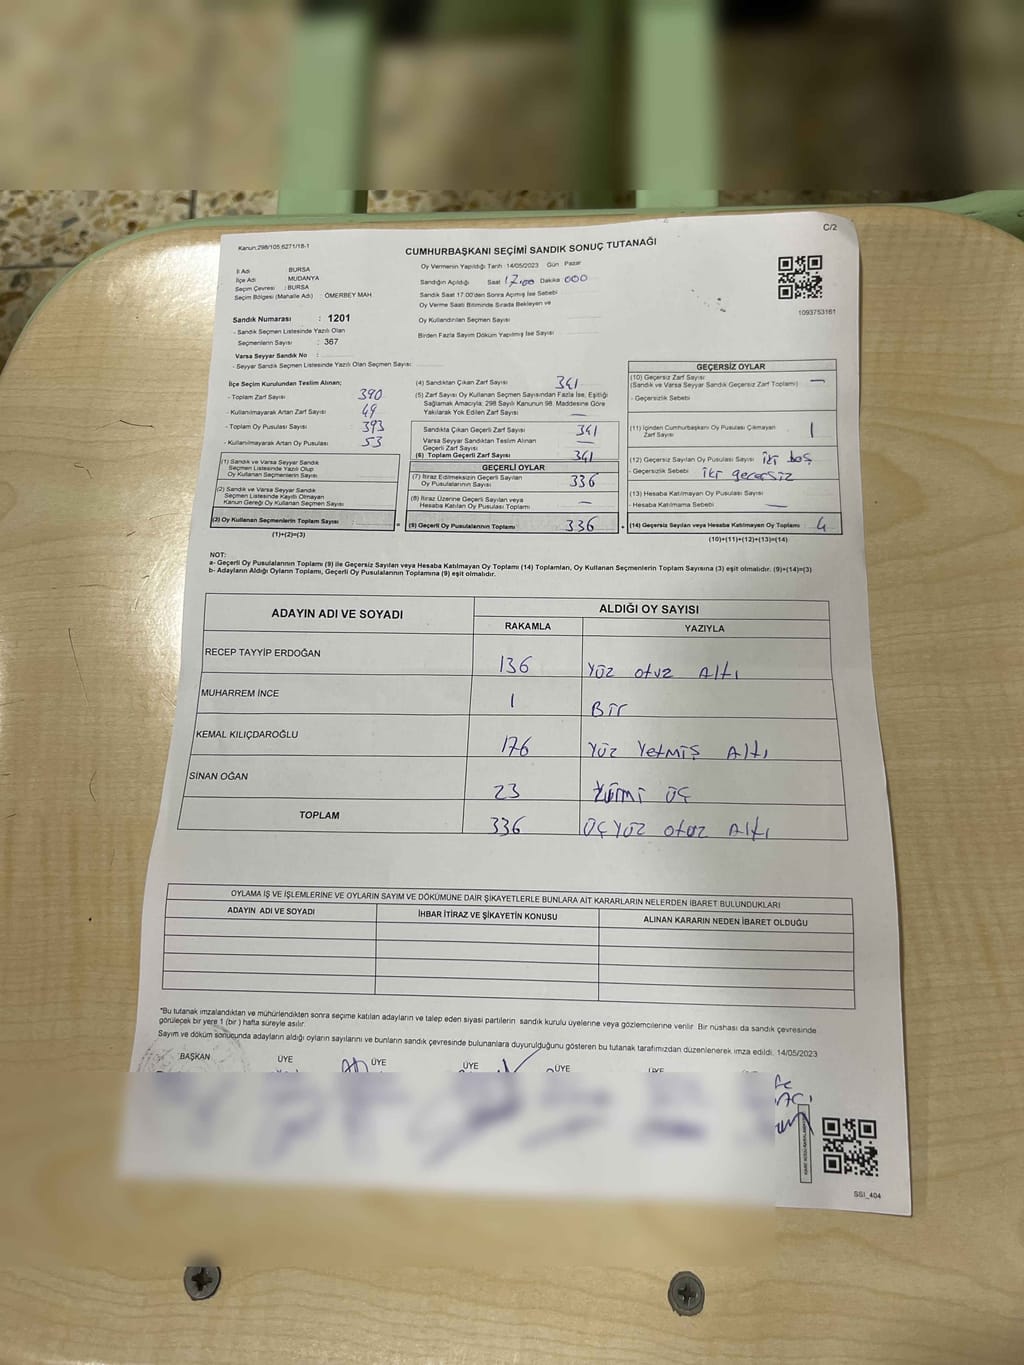 C/2
Kanun;298/105,6271/18-1
CUMHURBAŞKANI SEÇİMİ SANDIK SONUÇ TUTANAĞI
İl Adı : BURSA
İlçe Adı : MUDANYA
Seçim Çevresi : BURSA
Seçim Bölgesi (Mahalle Adı) : ÖMERBEY MAH
Oy Vermenin Yapıldığı Tarih 14/05/2023 Gün Pazar
Sandığın Açıldığı Saat 17.00 Dakika 000
Sandık Saat 17.00'den Sonra Açımış İse Sebebi
Oy Verme Saati Bitiminde Sırada Bekleyen ve
Oy Kullandırılan Seçmen Sayısı
Birden Fazla Sayım Döküm Yapılmış İse Sayısı
1093753161
Sandık Numarası : 1201
- Sandık Seçmen Listesinde Yazılı Olan
Seçmenlerin Sayısı : 367
Varsa Seyyar Sandık No :
- Seyyar Sandık Seçmen Listesinde Yazılı Olan Seçmen Sayısı:
İlçe Seçim Kurulundan Teslim Alınan;
- Toplam Zarf Sayısı 390
- Kullanılmayarak Artan Zarf Sayısı 49
- Toplam Oy Pusulası Sayısı 393
- Kullanılmayarak Artan Oy Pusulası 53
(1) Sandık ve Varsa Seyyar Sandık
Seçmen Listesinde Yazılı Olup
Oy Kullanan Seçmenlerin Sayısı
(2) Sandık ve Varsa Seyyar Sandık
Seçmen Listesinde Kayıtlı Olmayan
Kanun Gereği Oy Kullanan Seçmen Sayısı
(3) Oy Kullanan Seçmenlerin Toplam Sayısı
(1)+(2)=(3)
(4) Sandıktan Çıkan Zarf Sayısı 341
(5) Zarf Sayısı Oy Kullanan Seçmen Sayısından Fazla İse, Eşitliği
Sağlamak Amacıyla, 298 Sayılı Kanunun 98. Maddesine Göre
Yakılarak Yok Edilen Zarf Sayısı —
Sandıkta Çıkan Geçerli Zarf Sayısı 341
Varsa Seyyar Sandıktan Teslim Alınan
Geçerli Zarf Sayısı —
(6) Toplam Geçerli Zarf Sayısı 341
GEÇERLİ OYLAR
(7) İtiraz Edilmeksizin Geçerli Sayılan
Oy Pusulalarının Sayısı 336
(8) İtiraz Üzerine Geçerli Sayılan veya
Hesaba Katılan Oy Pusulası Toplamı —
= (9) Geçerli Oy Pusulalarının Toplamı 336
GEÇERSİZ OYLAR
(10) Geçersiz Zarf Sayısı
(Sandık ve Varsa Seyyar Sandık Geçersiz Zarf Toplamı) —
- Geçersizlik Sebebi
(11) İçinden Cumhurbaşkanı Oy Pusulası Çıkmayan
Zarf Sayısı 1
(12) Geçersiz Sayılan Oy Pusulası Sayısı iki boş
- Geçersizlik Sebebi iki geçersiz
(13) Hesaba Katılmayan Oy Pusulası Sayısı
- Hesaba Katılmama Sebebi —
+ (14) Geçersiz Sayılan veya Hesaba Katılmayan Oy Toplamı 4
(10)+(11)+(12)+(13)=(14)
NOT:
a- Geçerli Oy Pusulalarının Toplamı (9) ile Geçersiz Sayılan veya Hesaba Katılmayan Oy Toplamı (14) Toplamları, Oy Kullanan Seçmenlerin Toplam Sayısına (3) eşit olmalıdır. (9)+(14)=(3)
b- Adayların Aldığı Oyların Toplamı, Geçerli Oy Pusulalarının Toplamına (9) eşit olmalıdır.
ADAYIN ADI VE SOYADI ALDIĞI OY SAYISI
RAKAMLA YAZIYLA
RECEP TAYYİP ERDOĞAN 136 Yüz otuz Altı
MUHARREM İNCE 1 Bir
KEMAL KILIÇDAROĞLU 176 Yüz Yetmiş Altı
SİNAN OĞAN 23 Yirmi üç
TOPLAM 336 üç Yüz otuz Altı
OYLAMA İŞ VE İŞLEMLERİNE VE OYLARIN SAYIM VE DÖKÜMÜNE DAİR ŞİKAYETLERLE BUNLARA AİT KARARLARIN NELERDEN İBARET BULUNDUKLARI
ADAYIN ADI VE SOYADI İHBAR İTİRAZ VE ŞİKAYETİN KONUSU ALINAN KARARIN NEDEN İBARET OLDUĞU
"Bu tutanak imzalandıktan ve mühürlendikten sonra seçime katılan adayların ve talep eden siyasi partilerin sandık kurulu üyelerine veya gözlemcilerine verilir. Bir nüshası da sandık çevresinde
görülecek bir yere 1 (bir ) hafta süreyle asılır.
Sayım ve döküm sonucunda adayların aldığı oyların sayılarını ve bunların sandık çevresinde bulunanlara duyurulduğunu gösteren bu tutanak tarafımızdan düzenlenerek imza edildi. 14/05/2023
BAŞKAN ÜYE ÜYE ÜYE ÜYE ÜYE
SSI_404